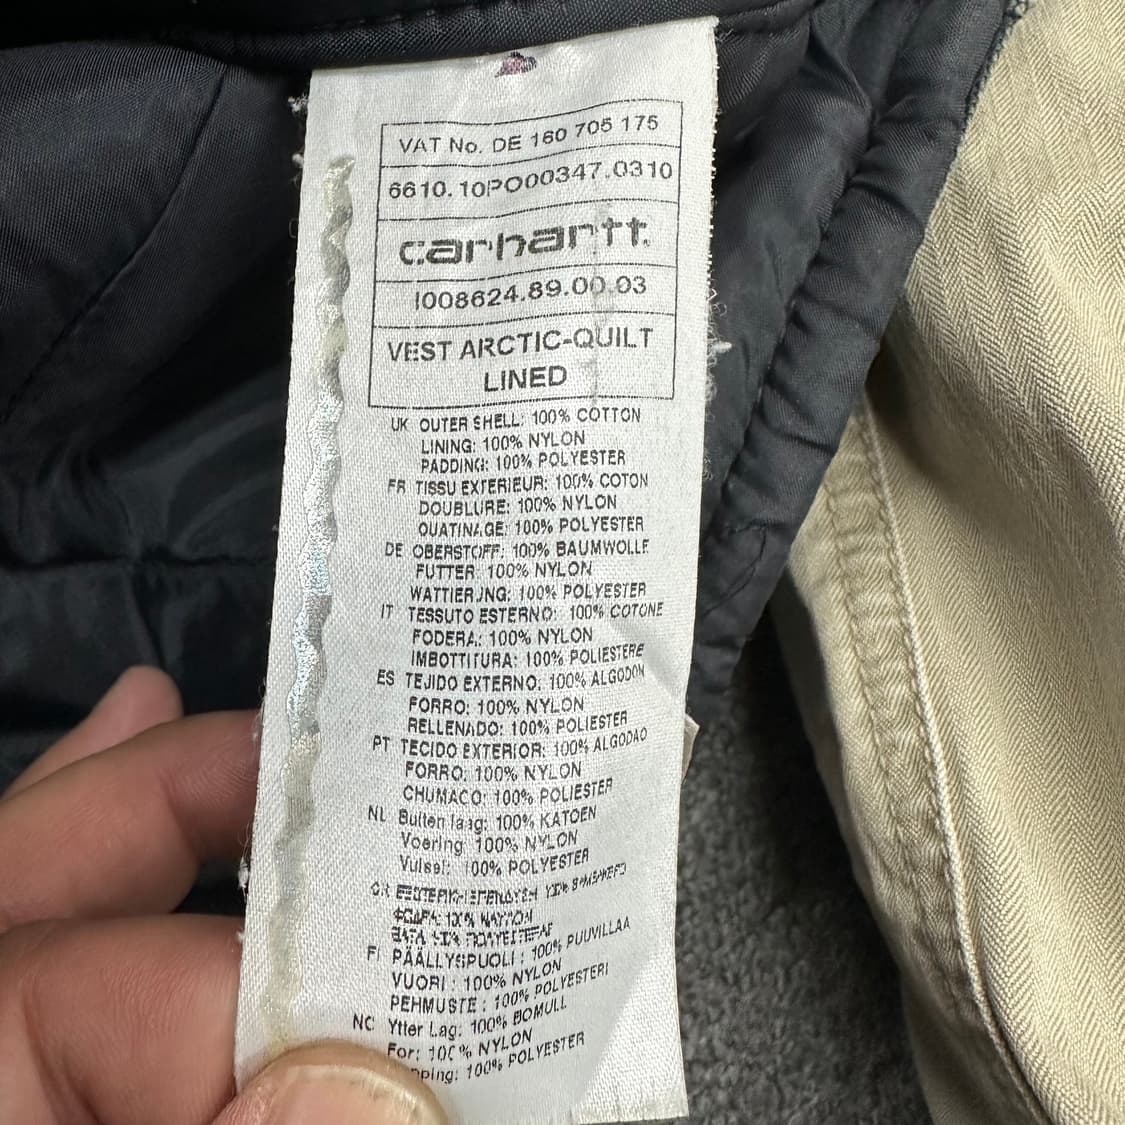 VAT No. DE 160 705 175
6610.10PO00347.0310
carhartt.
I008624.89.00.03
VEST ARCTIC-QUILT
LINED
UK OUTER SHELL: 100% COTTON
LINING: 100% NYLON
PADDING: 100% POLYESTER
FR TISSU EXTERIEUR: 100% COTON
DOUBLURE: 100% NYLON
OUATINAGE: 100% POLYESTER
DE OBERSTOFF: 100% BAUMWOLLE
FUTTER 100% NYLON
WATTIERUNG: 100% POLYESTER
IT TESSUTO ESTERNO: 100% COTONE
FODERA: 100% NYLON
IMBOTTITURA: 100% POLIESTERE
ES TEJIDO EXTERNO: 100% ALGODON
FORRO: 100% NYLON
RELLENADO: 100% POLIESTER
PT TECIDO EXTERIOR: 100% ALGODAO
FORRO: 100% NYLON
CHUMACO: 100% POLIESTER
NL Buiten laag: 100% KATOEN
Voering 100% NYLON
Vulsel: 100% POLYESTER
FI PÄÄLLYSPUOLI : 100% PUUVILLAA
VUORI : 100% NYLON
PEHMUSTE : 100% POLYESTERI
NO Ytter Lag: 100% BOMULL
For: 100% NYLON
100% POLYESTER